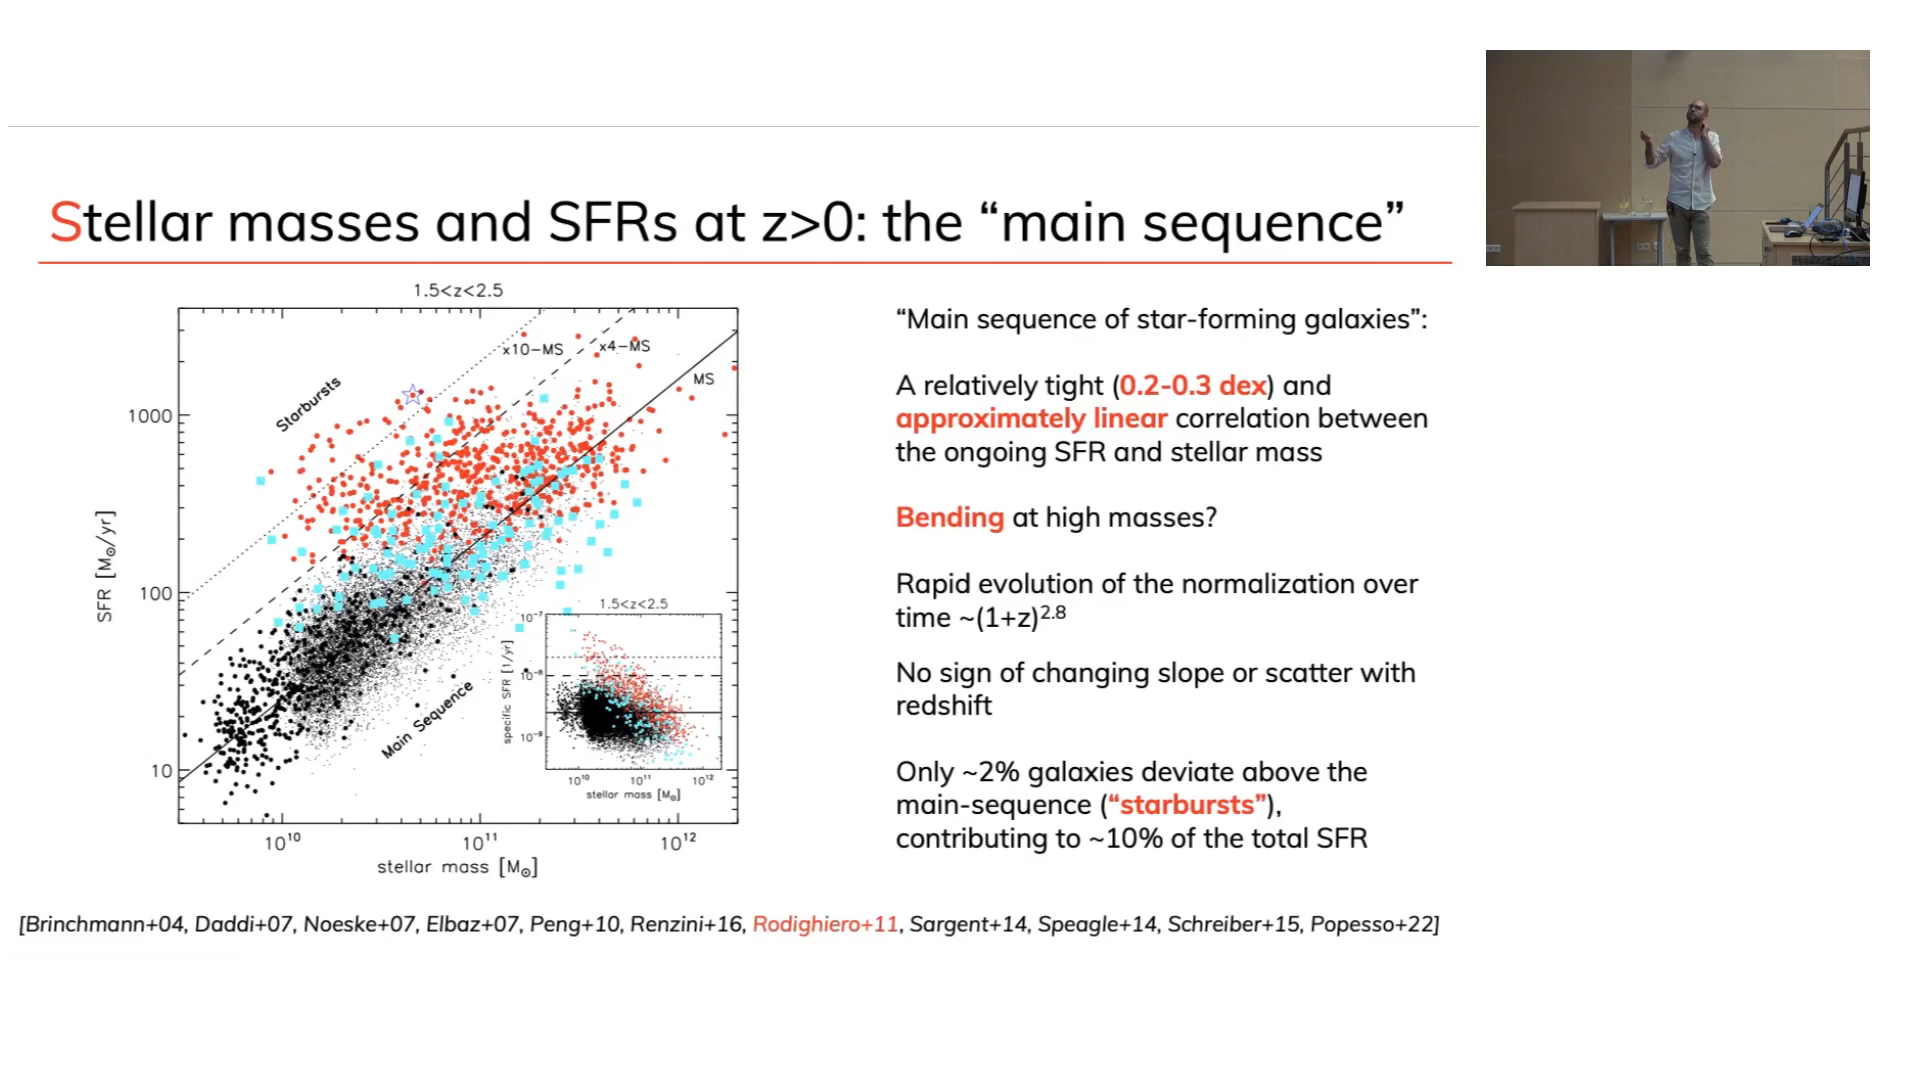 Stellar masses and SFRs at z>0: the “main sequence”
1.5<z<2.5
x10-MS
x4-MS
MS
Starbursts
Main Sequence
1000
100
10
SFR [M⊙/yr]
10¹⁰
10¹¹
10¹²
stellar mass [M⊙]
1.5<z<2.5
10⁻⁷
10⁻⁸
10⁻⁹
specific SFR [1/yr]
10¹⁰
10¹¹
10¹²
stellar mass [M⊙]
“Main sequence of star-forming galaxies”:
A relatively tight (0.2-0.3 dex) and
approximately linear correlation between
the ongoing SFR and stellar mass
Bending at high masses?
Rapid evolution of the normalization over
time ~(1+z)²·⁸
No sign of changing slope or scatter with
redshift
Only ~2% galaxies deviate above the
main-sequence (“starbursts”),
contributing to ~10% of the total SFR
[Brinchmann+04, Daddi+07, Noeske+07, Elbaz+07, Peng+10, Renzini+16, Rodighiero+11, Sargent+14, Speagle+14, Schreiber+15, Popesso+22]